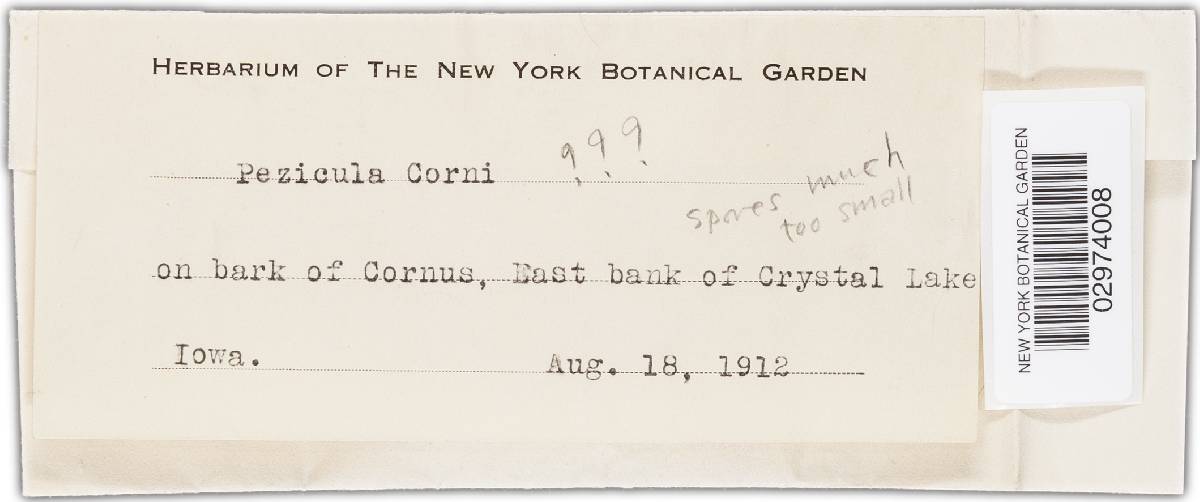 HERBARIUM OF THE NEW YORK BOTANICAL GARDEN
Pezicula Corni ???
spores much
too small
on bark of Cornus, East bank of Crystal Lake
Iowa. Aug. 18, 1912
NEW YORK BOTANICAL GARDEN
02974008